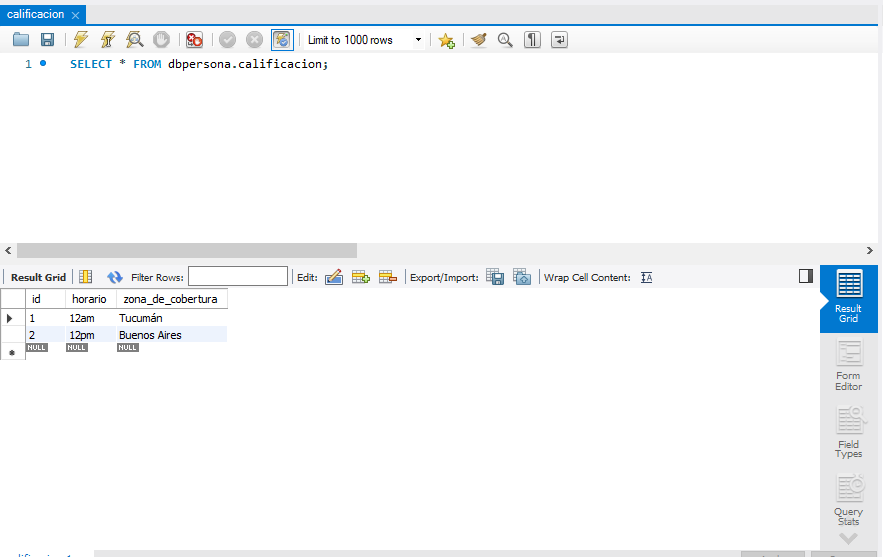 calificacion
Limit to 1000 rows
1 SELECT * FROM dbpersona.calificacion;
Result Grid Filter Rows: Edit: Export/Import: Wrap Cell Content:
id horario zona_de_cobertura
1 12am Tucumán
2 12pm Buenos Aires
NULL NULL NULL
Result
Grid
Form
Editor
Field
Types
Query
Stats